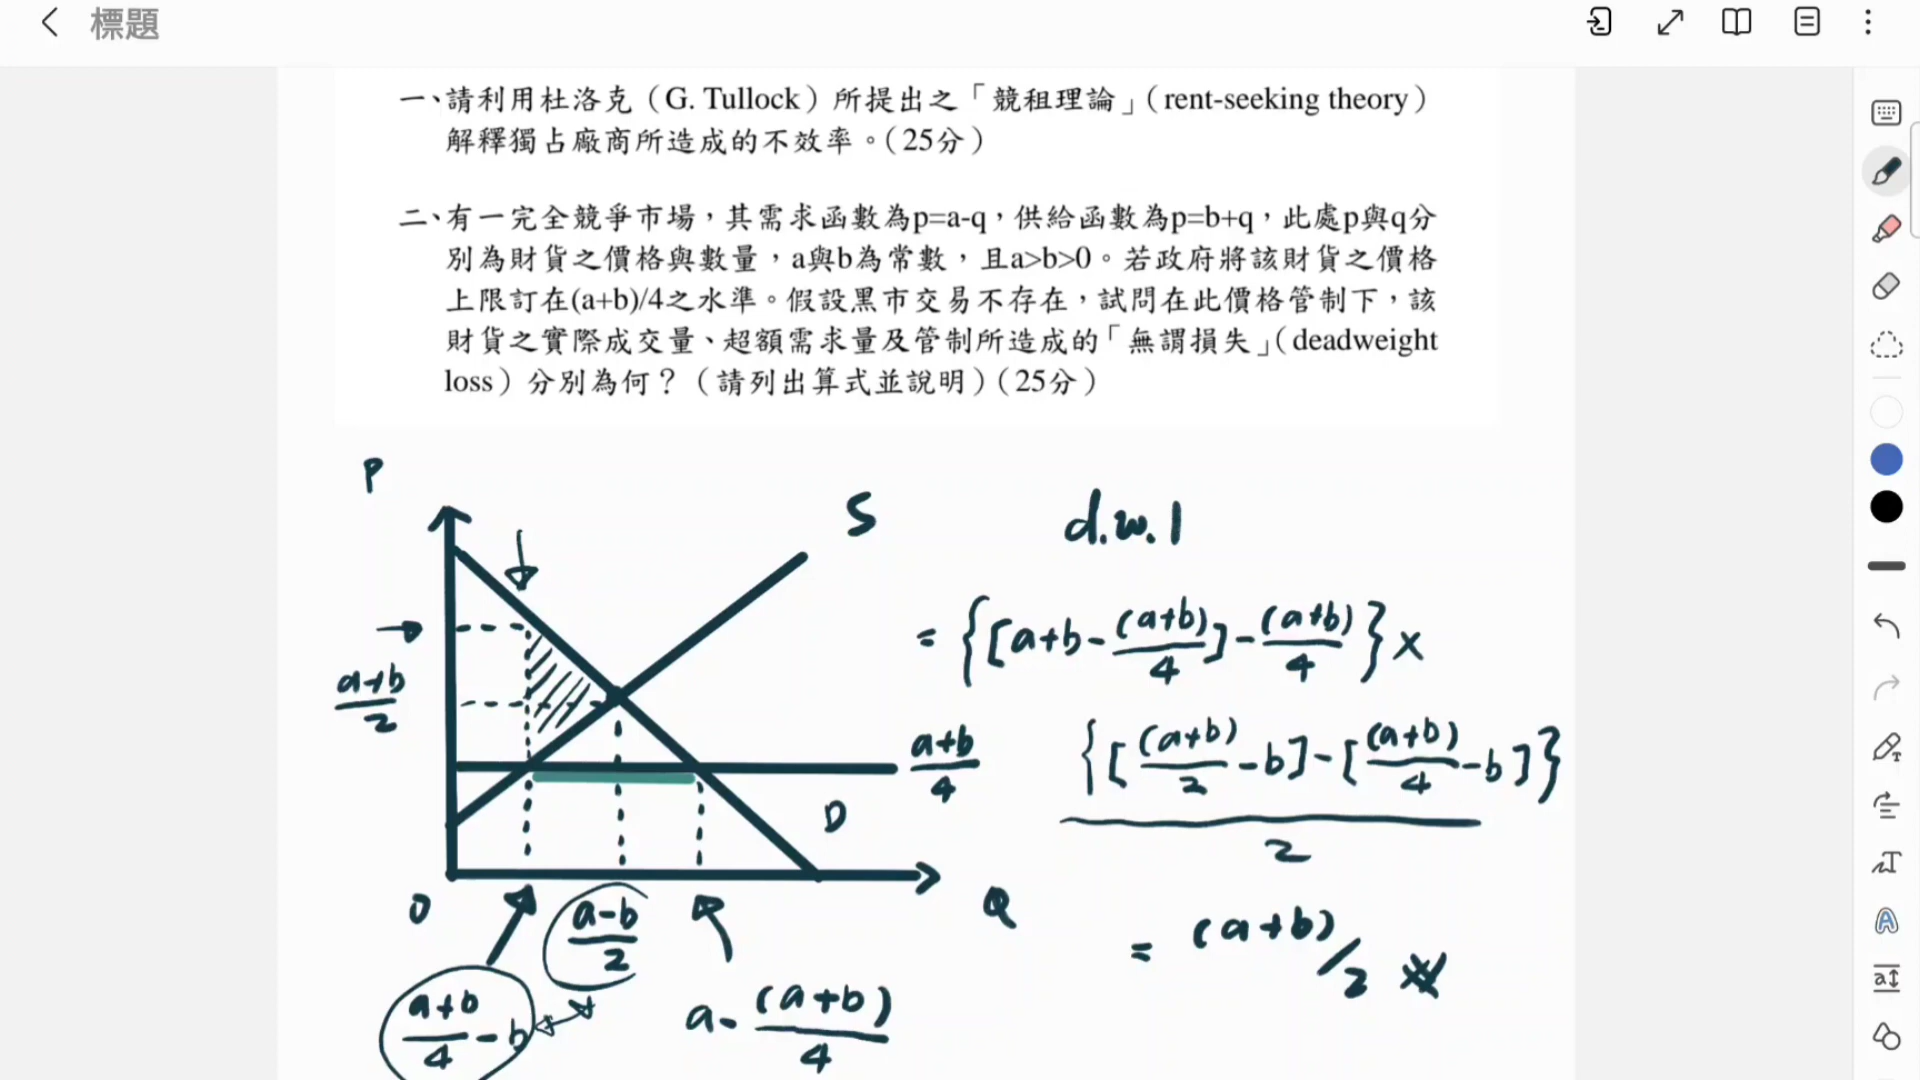 標題
一、請利用杜洛克（G. Tullock）所提出之「競租理論」（rent-seeking theory）
解釋獨占廠商所造成的不效率。（25分）
二、有一完全競爭市場，其需求函數為p=a-q，供給函數為p=b+q，此處p與q分
別為財貨之價格與數量，a與b為常數，且a>b>0。若政府將該財貨之價格
上限訂在(a+b)/4之水準。假設黑市交易不存在，試問在此價格管制下，該
財貨之實際成交量、超額需求量及管制所造成的「無謂損失」（deadweight
loss）分別為何？（請列出算式並說明）（25分）
P
S
a+b/2
a+b/4
D
O
Q
a-b/2
a+b/4 -b
a- (a+b)/4
d.w.l
= {[a+b- (a+b)/4]- (a+b)/4}x
{[(a+b)/2 -b]-[(a+b)/4 -b]}
2
= (a+b)/2